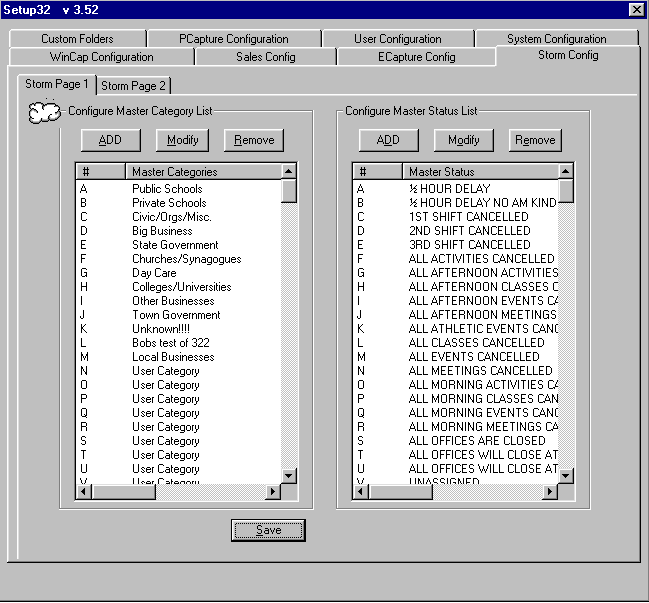 Setup32 v 3.52
Custom Folders PCapture Configuration User Configuration System Configuration
WinCap Configuration Sales Config ECapture Config Storm Config
Storm Page 1 Storm Page 2
Configure Master Category List
ADD Modify Remove
# Master Categories
A Public Schools
B Private Schools
C Civic/Orgs/Misc.
D Big Business
E State Government
F Churches/Synagogues
G Day Care
H Colleges/Universities
I Other Businesses
J Town Government
K Unknown!!!!
L Bobs test of 322
M Local Businesses
N User Category
O User Category
P User Category
Q User Category
R User Category
S User Category
T User Category
U User Category
V User Category
Configure Master Status List
ADD Modify Remove
# Master Status
A ½ HOUR DELAY
B ½ HOUR DELAY NO AM KIND
C 1ST SHIFT CANCELLED
D 2ND SHIFT CANCELLED
E 3RD SHIFT CANCELLED
F ALL ACTIVITIES CANCELLED
G ALL AFTERNOON ACTIVITIES
H ALL AFTERNOON CLASSES C
I ALL AFTERNOON EVENTS CA
J ALL AFTERNOON MEETINGS
K ALL ATHLETIC EVENTS CANC
L ALL CLASSES CANCELLED
M ALL EVENTS CANCELLED
N ALL MEETINGS CANCELLED
O ALL MORNING ACTIVITIES CA
P ALL MORNING CLASSES CAN
Q ALL MORNING EVENTS CANC
R ALL MORNING MEETINGS CA
S ALL OFFICES ARE CLOSED
T ALL OFFICES WILL CLOSE AT
U ALL OFFICES WILL CLOSE AT
V UNASSIGNED
Save